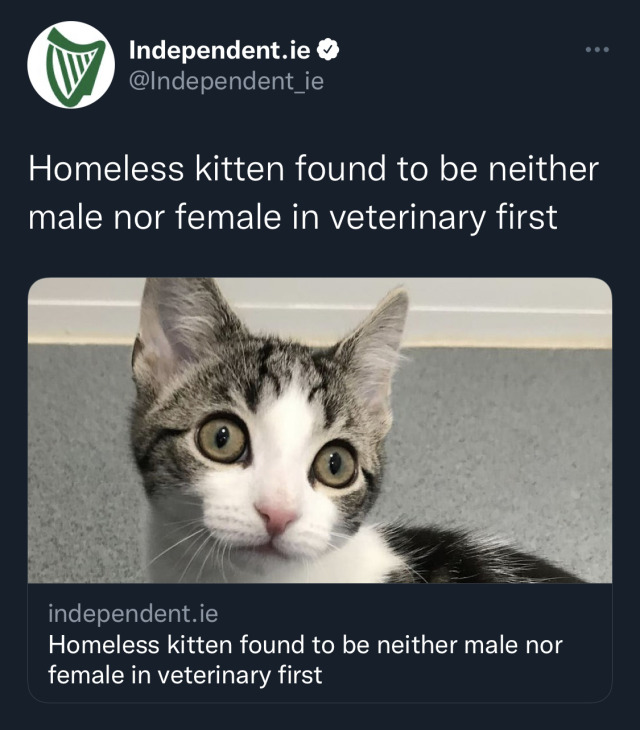 Independent.ie
@Independent_ie
Homeless kitten found to be neither
male nor female in veterinary first
independent.ie
Homeless kitten found to be neither male nor
female in veterinary first